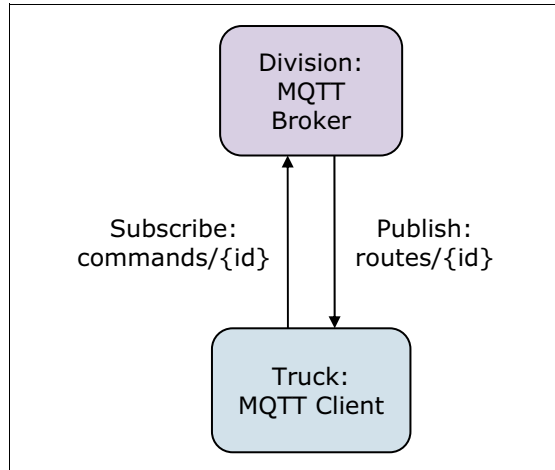 Division:
MQTT
Broker
Subscribe:
commands/{id}
Publish:
routes/{id}
Truck:
MQTT Client